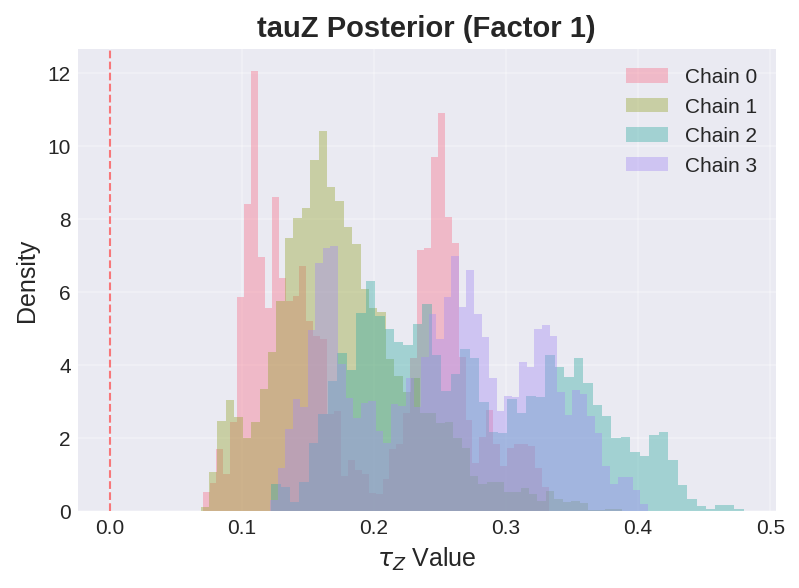 tauZ Posterior (Factor 1)
Chain 0
Chain 1
Chain 2
Chain 3
Density
12
10
8
6
4
2
0
0.0 0.1 0.2 0.3 0.4 0.5
τZ Value